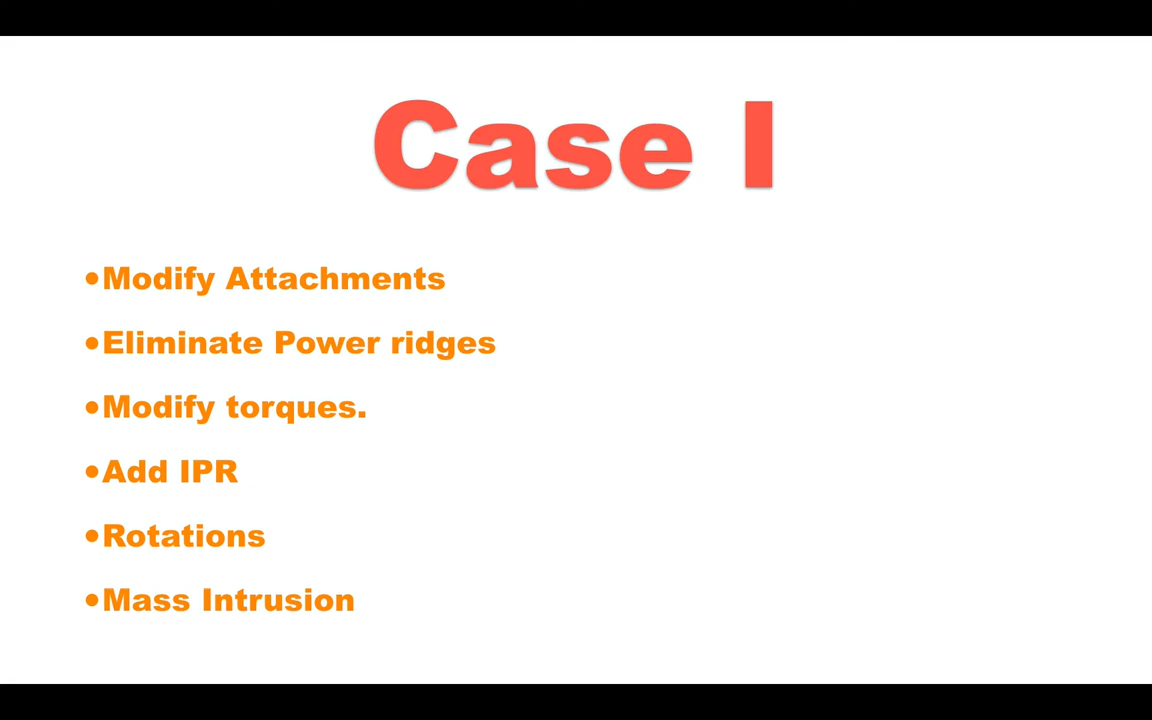 Case I
•Modify Attachments
•Eliminate Power ridges
•Modify torques.
•Add IPR
•Rotations
•Mass Intrusion